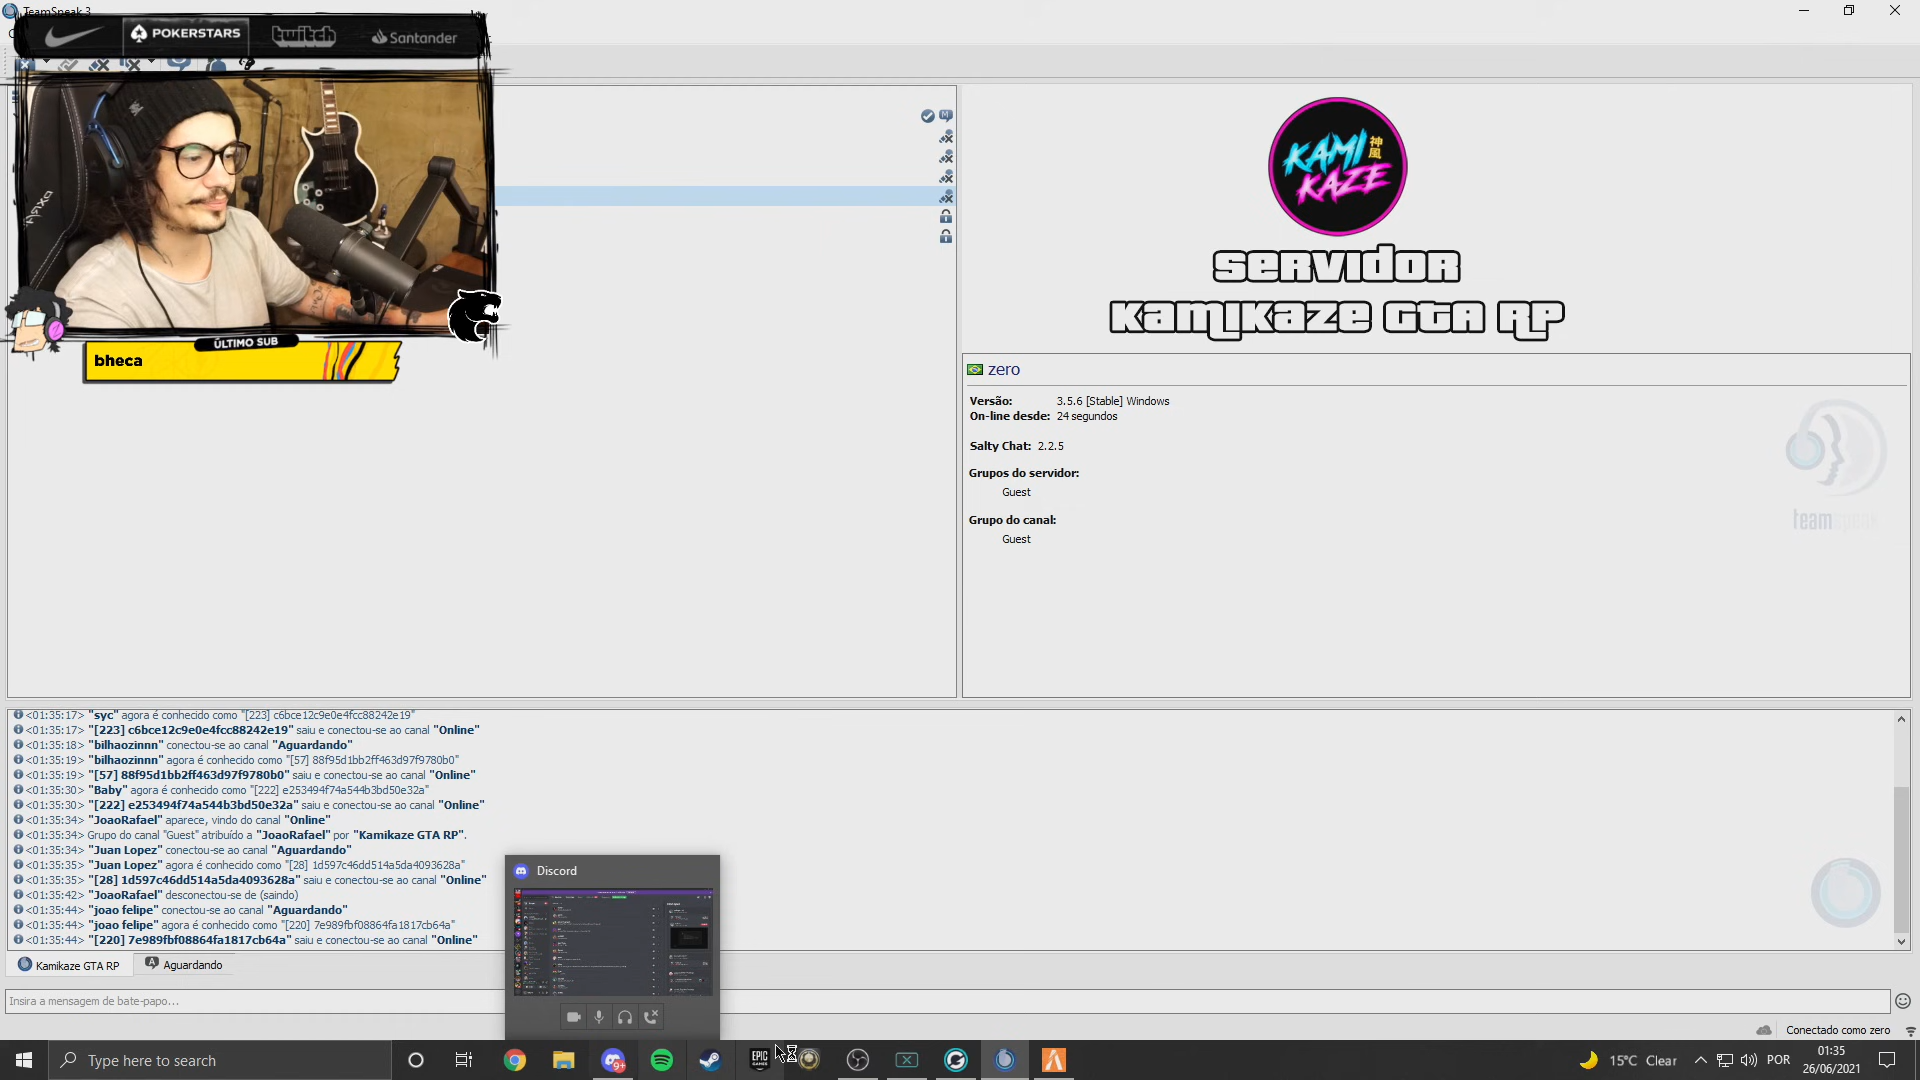 TeamSpeak 3
POKERSTARS
twitch
Santander
ÚLTIMO SUB
bheca
KAMI
KAZE
神風
SERVIDOR
KAMIKAZE GTA RP
zero
Versão: 3.5.6 [Stable] Windows
On-line desde: 24 segundos
Salty Chat: 2.2.5
Grupos do servidor:
Guest
Grupo do canal:
Guest
teamspeak
<01:35:17> "syc" agora é conhecido como "[223] c6bce12c9e0e4fcc88242e19"
<01:35:17> "[223] c6bce12c9e0e4fcc88242e19" saiu e conectou-se ao canal "Online"
<01:35:18> "bilhaozinnn" conectou-se ao canal "Aguardando"
<01:35:19> "bilhaozinnn" agora é conhecido como "[57] 88f95d1bb2ff463d97f9780b0"
<01:35:19> "[57] 88f95d1bb2ff463d97f9780b0" saiu e conectou-se ao canal "Online"
<01:35:30> "Baby" agora é conhecido como "[222] e253494f74a544b3bd50e32a"
<01:35:30> "[222] e253494f74a544b3bd50e32a" saiu e conectou-se ao canal "Online"
<01:35:34> "JoaoRafael" aparece, vindo do canal "Online"
<01:35:34> Grupo do canal "Guest" atribuído a "JoaoRafael" por "Kamikaze GTA RP".
<01:35:34> "Juan Lopez" conectou-se ao canal "Aguardando"
<01:35:35> "Juan Lopez" agora é conhecido como "[28] 1d597c46dd514a5da4093628a"
<01:35:35> "[28] 1d597c46dd514a5da4093628a" saiu e conectou-se ao canal "Online"
<01:35:42> "JoaoRafael" desconectou-se de (saindo)
<01:35:44> "joao felipe" conectou-se ao canal "Aguardando"
<01:35:44> "joao felipe" agora é conhecido como "[220] 7e989fbf08864fa1817cb64a"
<01:35:44> "[220] 7e989fbf08864fa1817cb64a" saiu e conectou-se ao canal "Online"
Discord
Kamikaze GTA RP
Aguardando
Insira a mensagem de bate-papo...
Conectado como zero
Type here to search
9+
EPIC
GAMES
15°C Clear
POR
01:35
26/06/2021